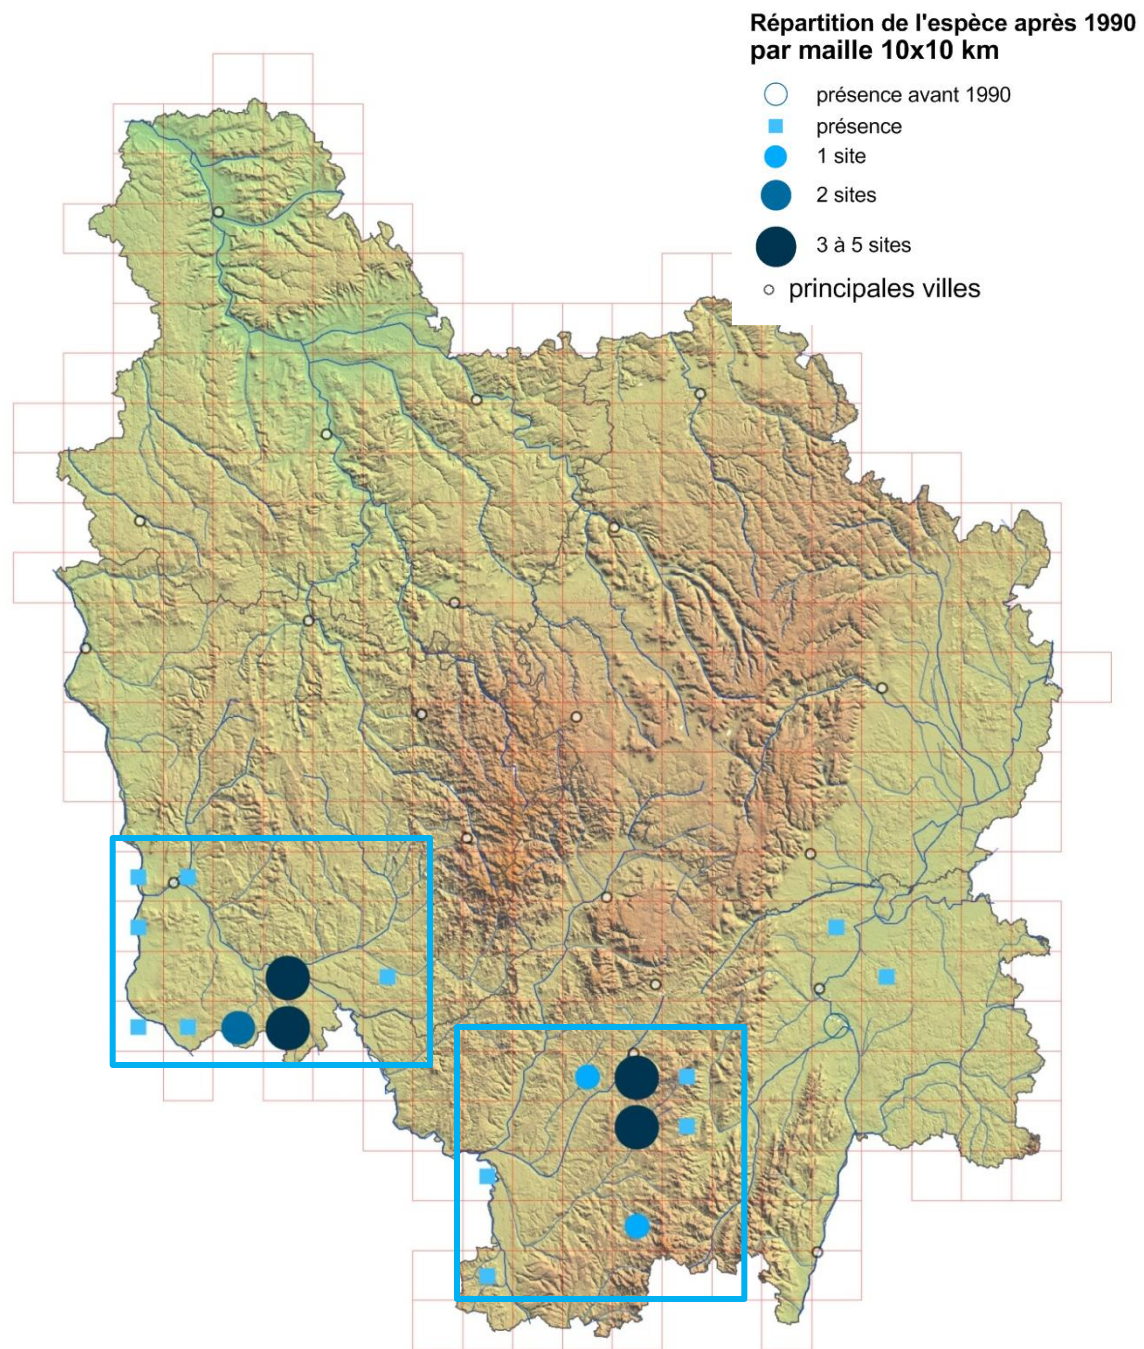 Répartition de l'espèce après 1990
par maille 10x10 km
présence avant 1990
présence
1 site
2 sites
3 à 5 sites
principales villes